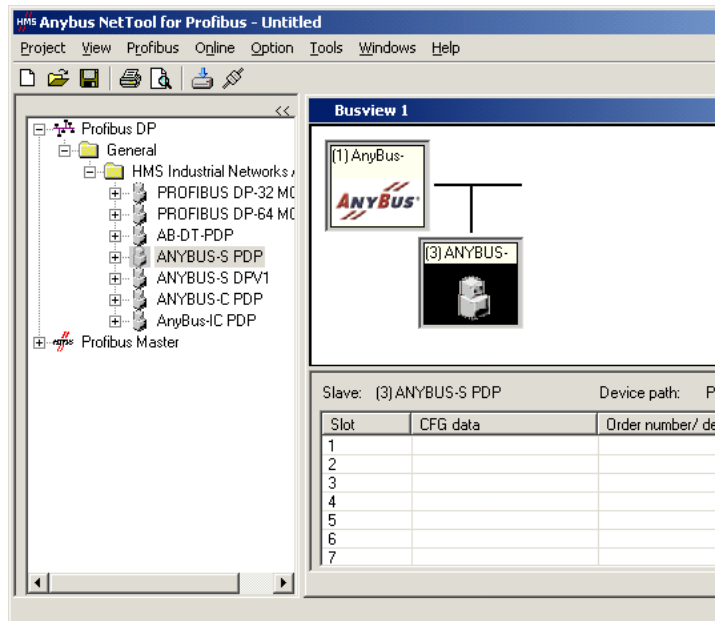 HMS Anybus NetTool for Profibus - Untitled
Project View Profibus Online Option Tools Windows Help
<<
Profibus DP
General
HMS Industrial Networks
PROFIBUS DP-32
PROFIBUS DP-64
AB-DT-PDP
ANYBUS-S PDP
ANYBUS-S DPV1
ANYBUS-C PDP
AnyBus-IC PDP
Profibus Master
Busview 1
(1) AnyBus-
ANYBUS
(3) ANYBUS-
Slave: (3) ANYBUS-S PDP Device path: P
Slot CFG data Order number/ de
1
2
3
4
5
6
7